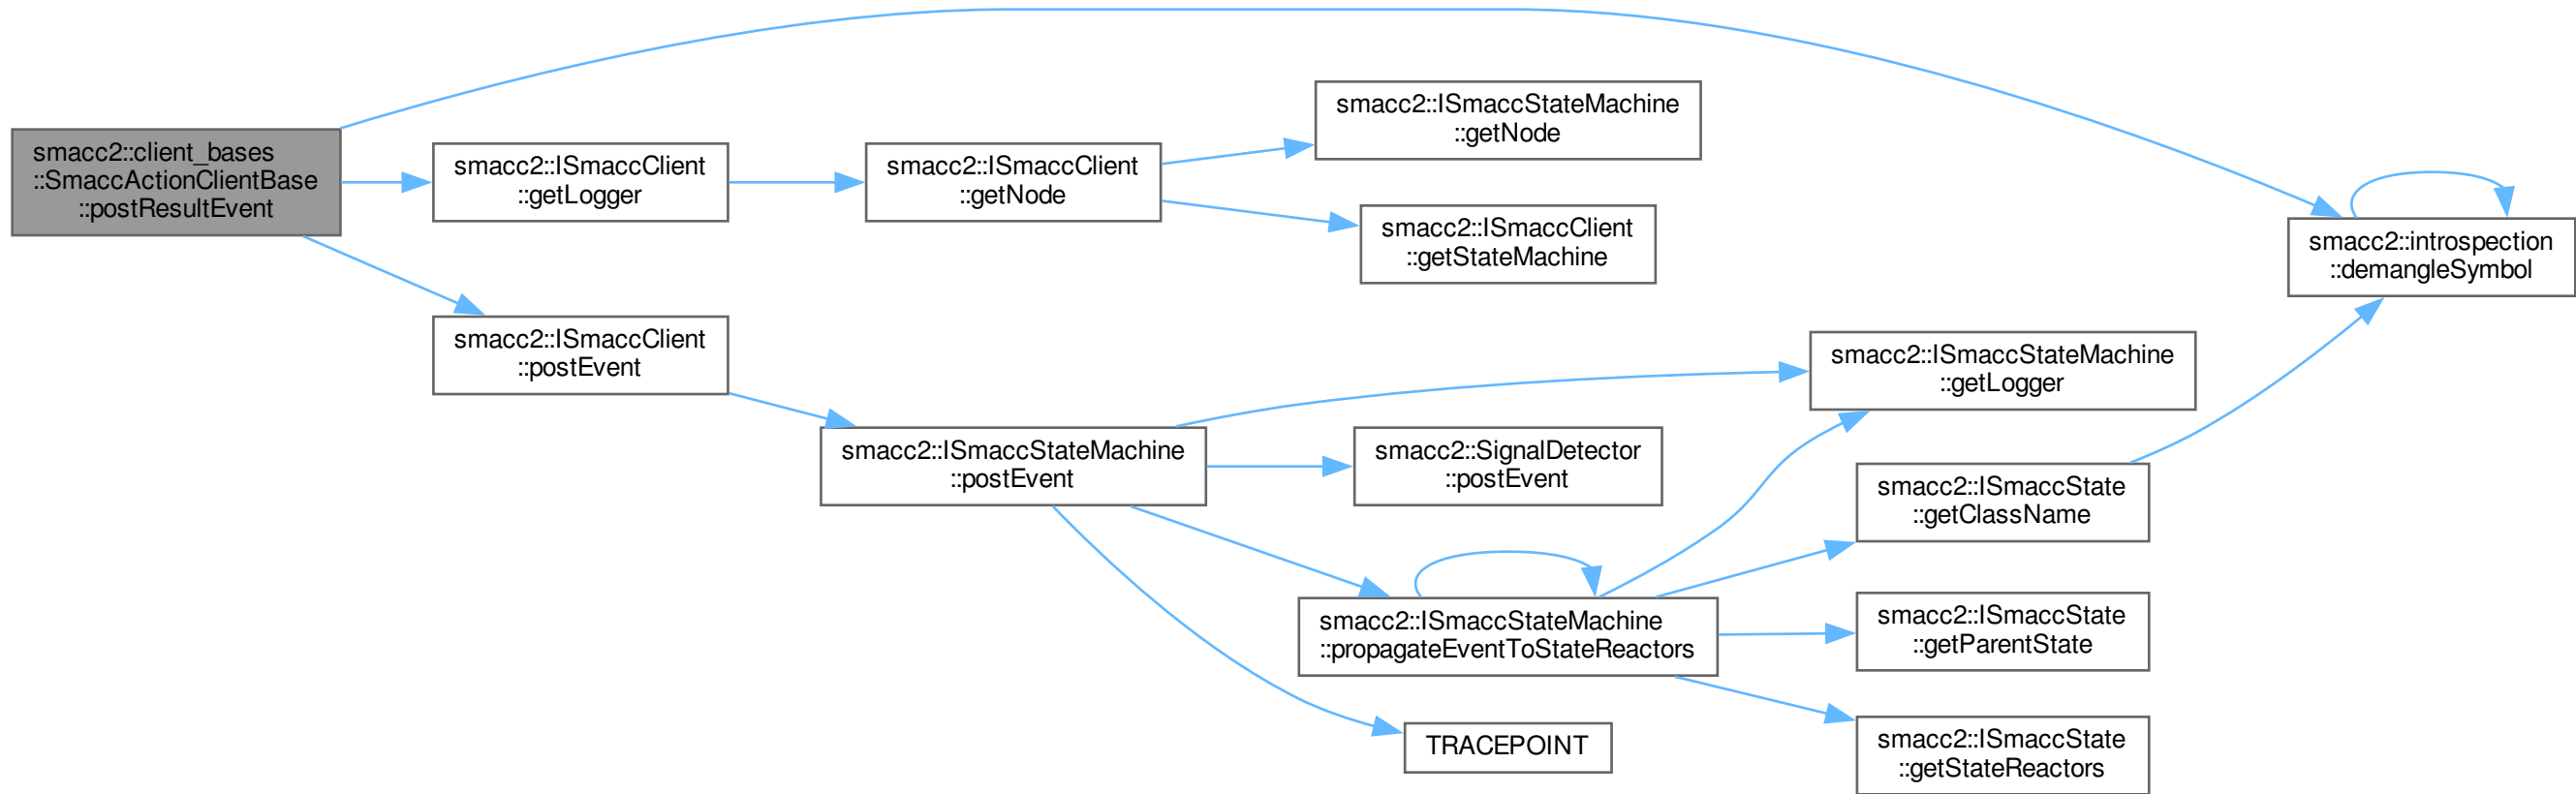 smacc2::client_bases
::SmaccActionClientBase
::postResultEvent
smacc2::ISmaccClient
::getLogger
smacc2::ISmaccClient
::getNode
smacc2::ISmaccStateMachine
::getNode
smacc2::ISmaccClient
::getStateMachine
smacc2::introspection
::demangleSymbol
smacc2::ISmaccClient
::postEvent
smacc2::ISmaccStateMachine
::postEvent
smacc2::ISmaccStateMachine
::getLogger
smacc2::SignalDetector
::postEvent
smacc2::ISmaccStateMachine
::propagateEventToStateReactors
smacc2::ISmaccState
::getClassName
smacc2::ISmaccState
::getParentState
smacc2::ISmaccState
::getStateReactors
TRACEPOINT